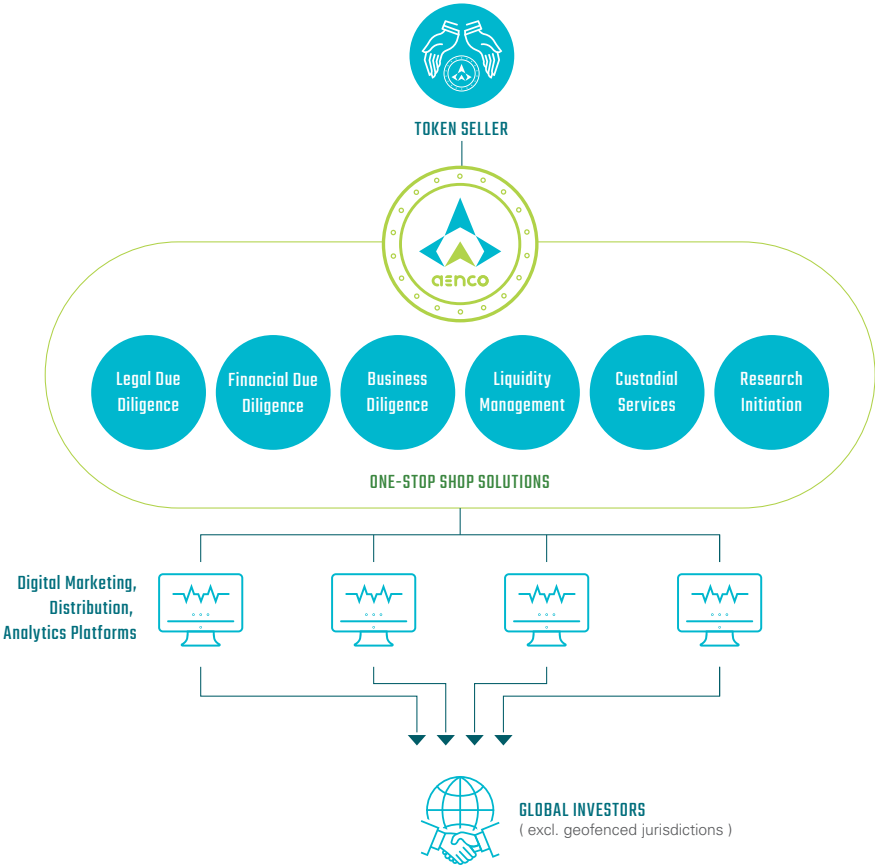 TOKEN SELLER
aenco
Legal Due
Diligence
Financial Due
Diligence
Business
Diligence
Liquidity
Management
Custodial
Services
Research
Initiation
ONE-STOP SHOP SOLUTIONS
Digital Marketing,
Distribution,
Analytics Platforms
GLOBAL INVESTORS
( excl. geofenced jurisdictions )